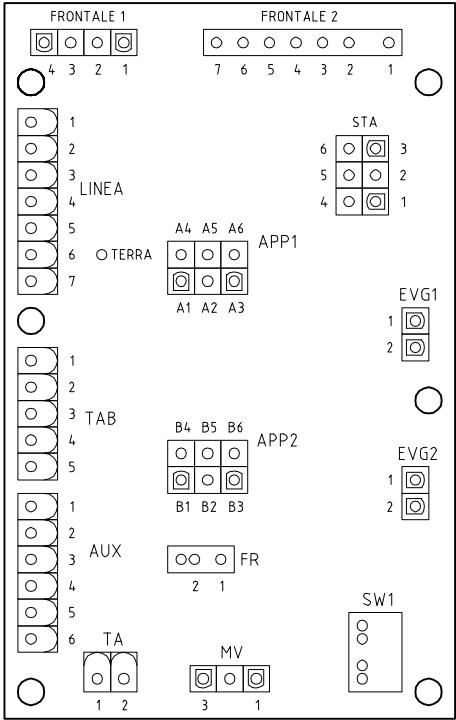 FRONTALE 1
FRONTALE 2
4 3 2 1
7 6 5 4 3 2 1
STA
6 3
5 2
4 1
1
2
3
4
5
6
7
LINEA
TERRA
A4 A5 A6
APP1
A1 A2 A3
EVG1
1
2
1
2
3
4
5
TAB
B4 B5 B6
APP2
B1 B2 B3
EVG2
1
2
1
2
3
4
5
6
AUX
FR
2 1
SW1
TA
1 2
MV
3 1